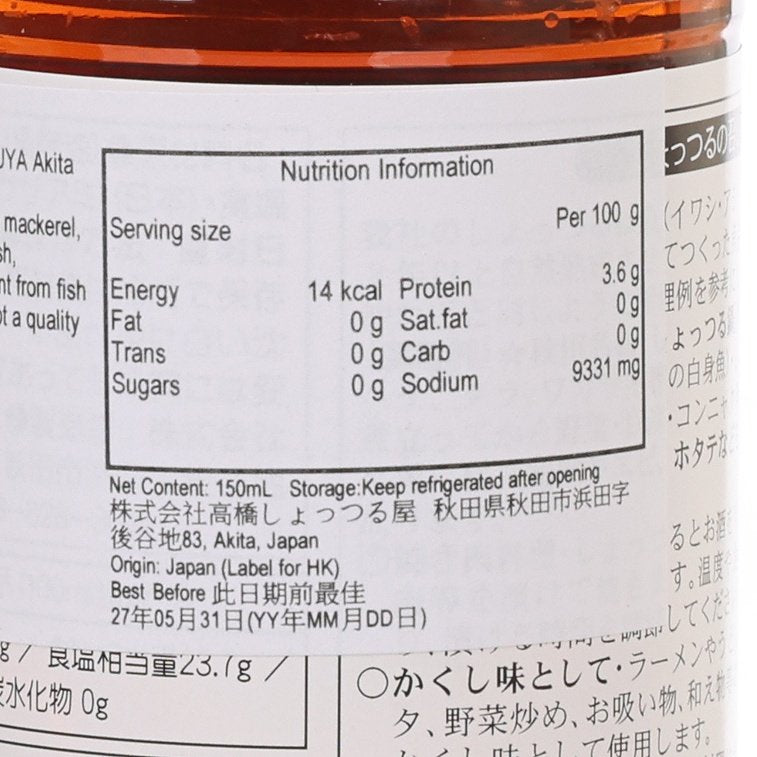 UYA Akita
mackerel,
sh,
nt from fish
ot a quality
Nutrition Information
Serving size Per 100 g
Energy 14 kcal Protein 3.6 g
Fat 0 g Sat.fat 0 g
Trans 0 g Carb 0 g
Sugars 0 g Sodium 9331 mg
Net Content: 150mL Storage:Keep refrigerated after opening
株式会社高橋しょっつる屋 秋田県秋田市浜田字
後谷地83, Akita, Japan
Origin: Japan (Label for HK)
Best Before 此日期前最佳
27年05月31日(YY年MM月DD日)
g / 食塩相当量23.7g /
炭水化物 0g
ょっつるの
(イワシ・ア
てつくった
理例を参考
ょっつる
の白身魚
・コンニャ
ホタテな
るとお酒
す。温度
してくださ
○かくし味として・ラーメンやう
タ、野菜炒め、お吸い物、和え物
かくし味として使用します。